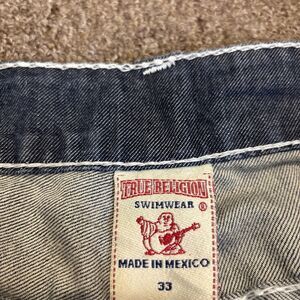 TRUE RELIGION
SWIMWEAR ®
MADE IN MEXICO
33